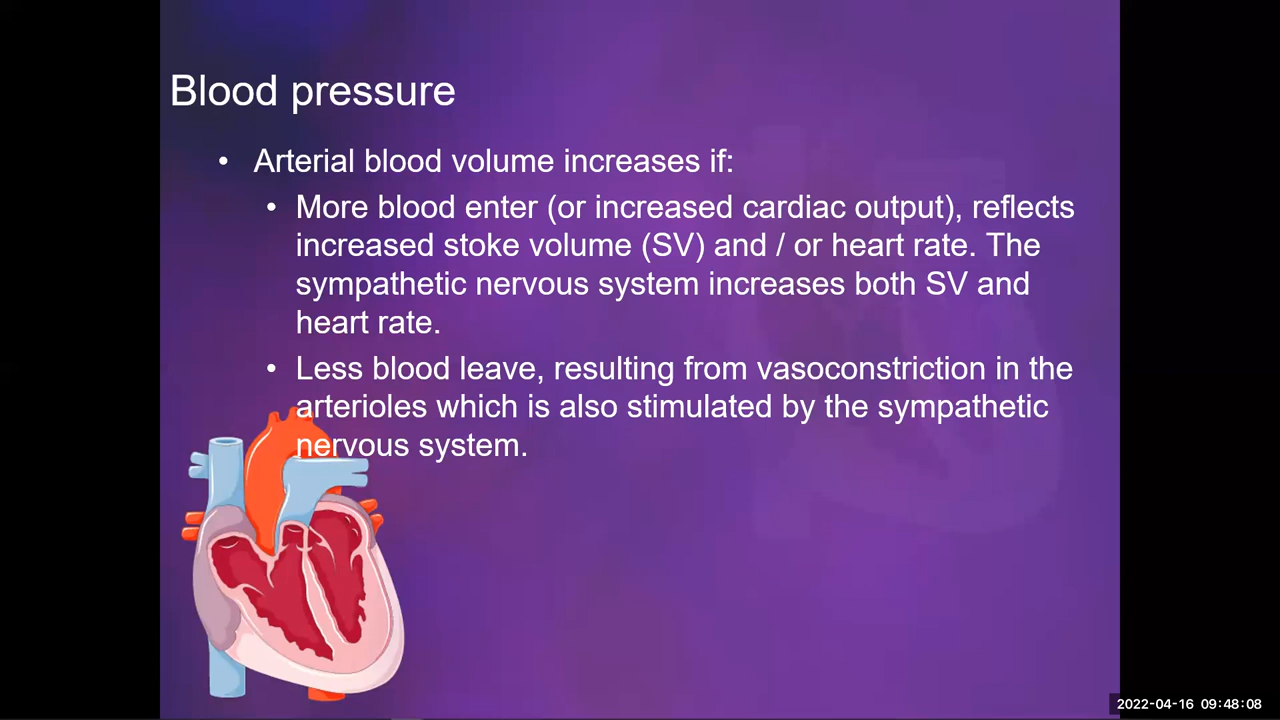 Blood pressure
• Arterial blood volume increases if:
• More blood enter (or increased cardiac output), reflects
increased stoke volume (SV) and / or heart rate. The
sympathetic nervous system increases both SV and
heart rate.
• Less blood leave, resulting from vasoconstriction in the
arterioles which is also stimulated by the sympathetic
nervous system.
2022-04-16 09:48:08